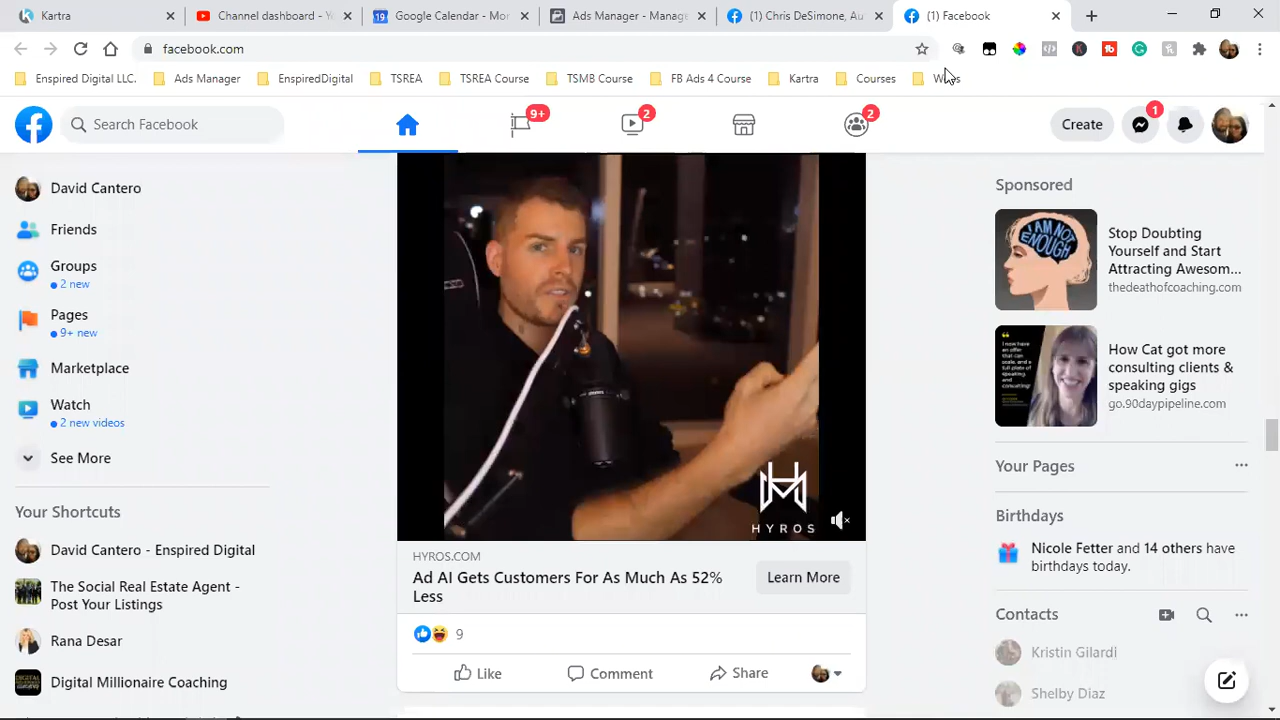 Kartra
Channel dashboard - Y
19
Google Calendar - Mor
Ads Manager - Manage
(1) Chris DeSimone, Au
(1) Facebook
facebook.com
Enspired Digital LLC.
Ads Manager
EnspiredDigital
TSREA
TSREA Course
TSMB Course
FB Ads 4 Course
Kartra
Courses
Search Facebook
9+
2
2
Create
1
David Cantero
Friends
Groups
2 new
Pages
9+ new
Marketplace
Watch
2 new videos
See More
Your Shortcuts
David Cantero - Enspired Digital
The Social Real Estate Agent -
Post Your Listings
Rana Desar
Digital Millionaire Coaching
HYROS
HYROS.COM
Ad AI Gets Customers For As Much As 52%
Less
Learn More
9
Like
Comment
Share
Sponsored
I AM NOT
ENOUGH
Stop Doubting
Yourself and Start
Attracting Awesom...
thedeathofcoaching.com
How Cat got more
consulting clients &
speaking gigs
go.90daypipeline.com
Your Pages
Birthdays
Nicole Fetter and 14 others have
birthdays today.
Contacts
Kristin Gilardi
Shelby Diaz